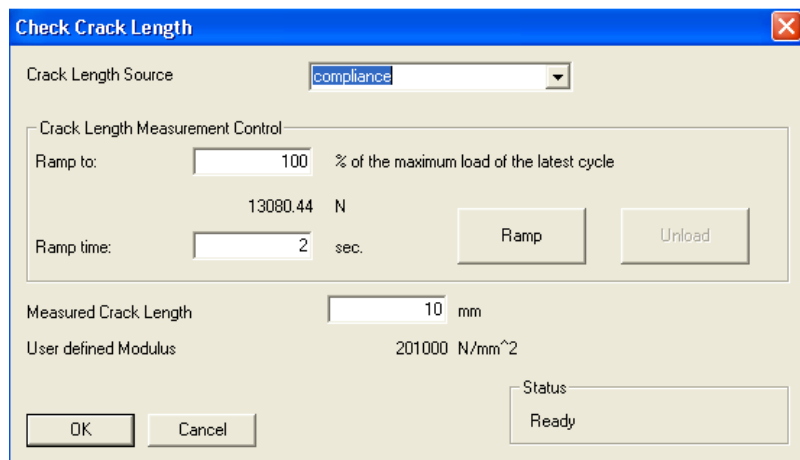 Check Crack Length
Crack Length Source compliance
Crack Length Measurement Control
Ramp to: 100 % of the maximum load of the latest cycle
13080.44 N
Ramp time: 2 sec. Ramp Unload
Measured Crack Length 10 mm
User defined Modulus 201000 N/mm^2
Status
Ready
OK Cancel